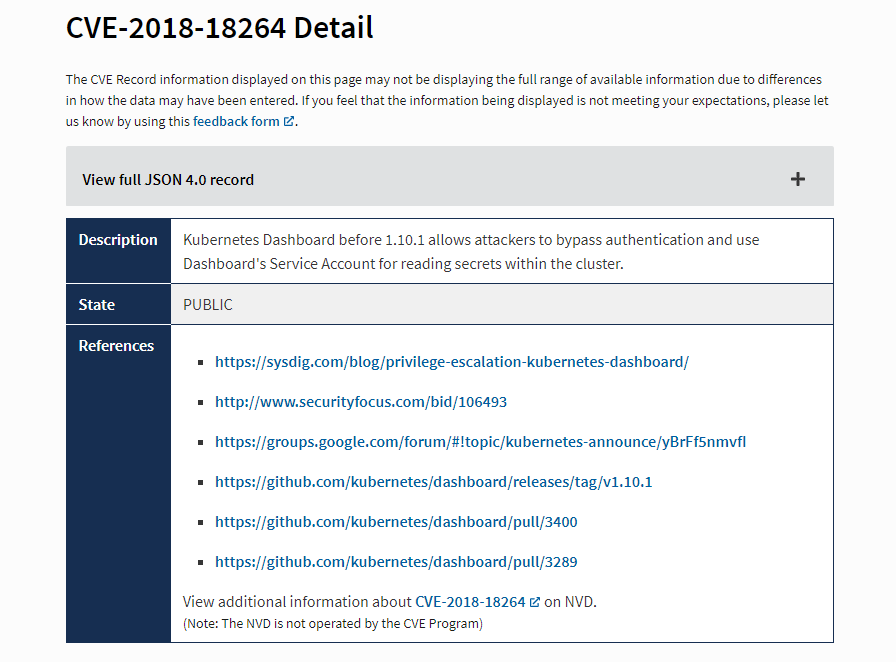 CVE-2018-18264 Detail
The CVE Record information displayed on this page may not be displaying the full range of available information due to differences
in how the data may have been entered. If you feel that the information being displayed is not meeting your expectations, please let
us know by using this feedback form.
View full JSON 4.0 record
Description
Kubernetes Dashboard before 1.10.1 allows attackers to bypass authentication and use
Dashboard's Service Account for reading secrets within the cluster.
State
PUBLIC
References
https://sysdig.com/blog/privilege-escalation-kubernetes-dashboard/
http://www.securityfocus.com/bid/106493
https://groups.google.com/forum/#!topic/kubernetes-announce/yBrFf5nmvfI
https://github.com/kubernetes/dashboard/releases/tag/v1.10.1
https://github.com/kubernetes/dashboard/pull/3400
https://github.com/kubernetes/dashboard/pull/3289
View additional information about CVE-2018-18264 on NVD.
(Note: The NVD is not operated by the CVE Program)